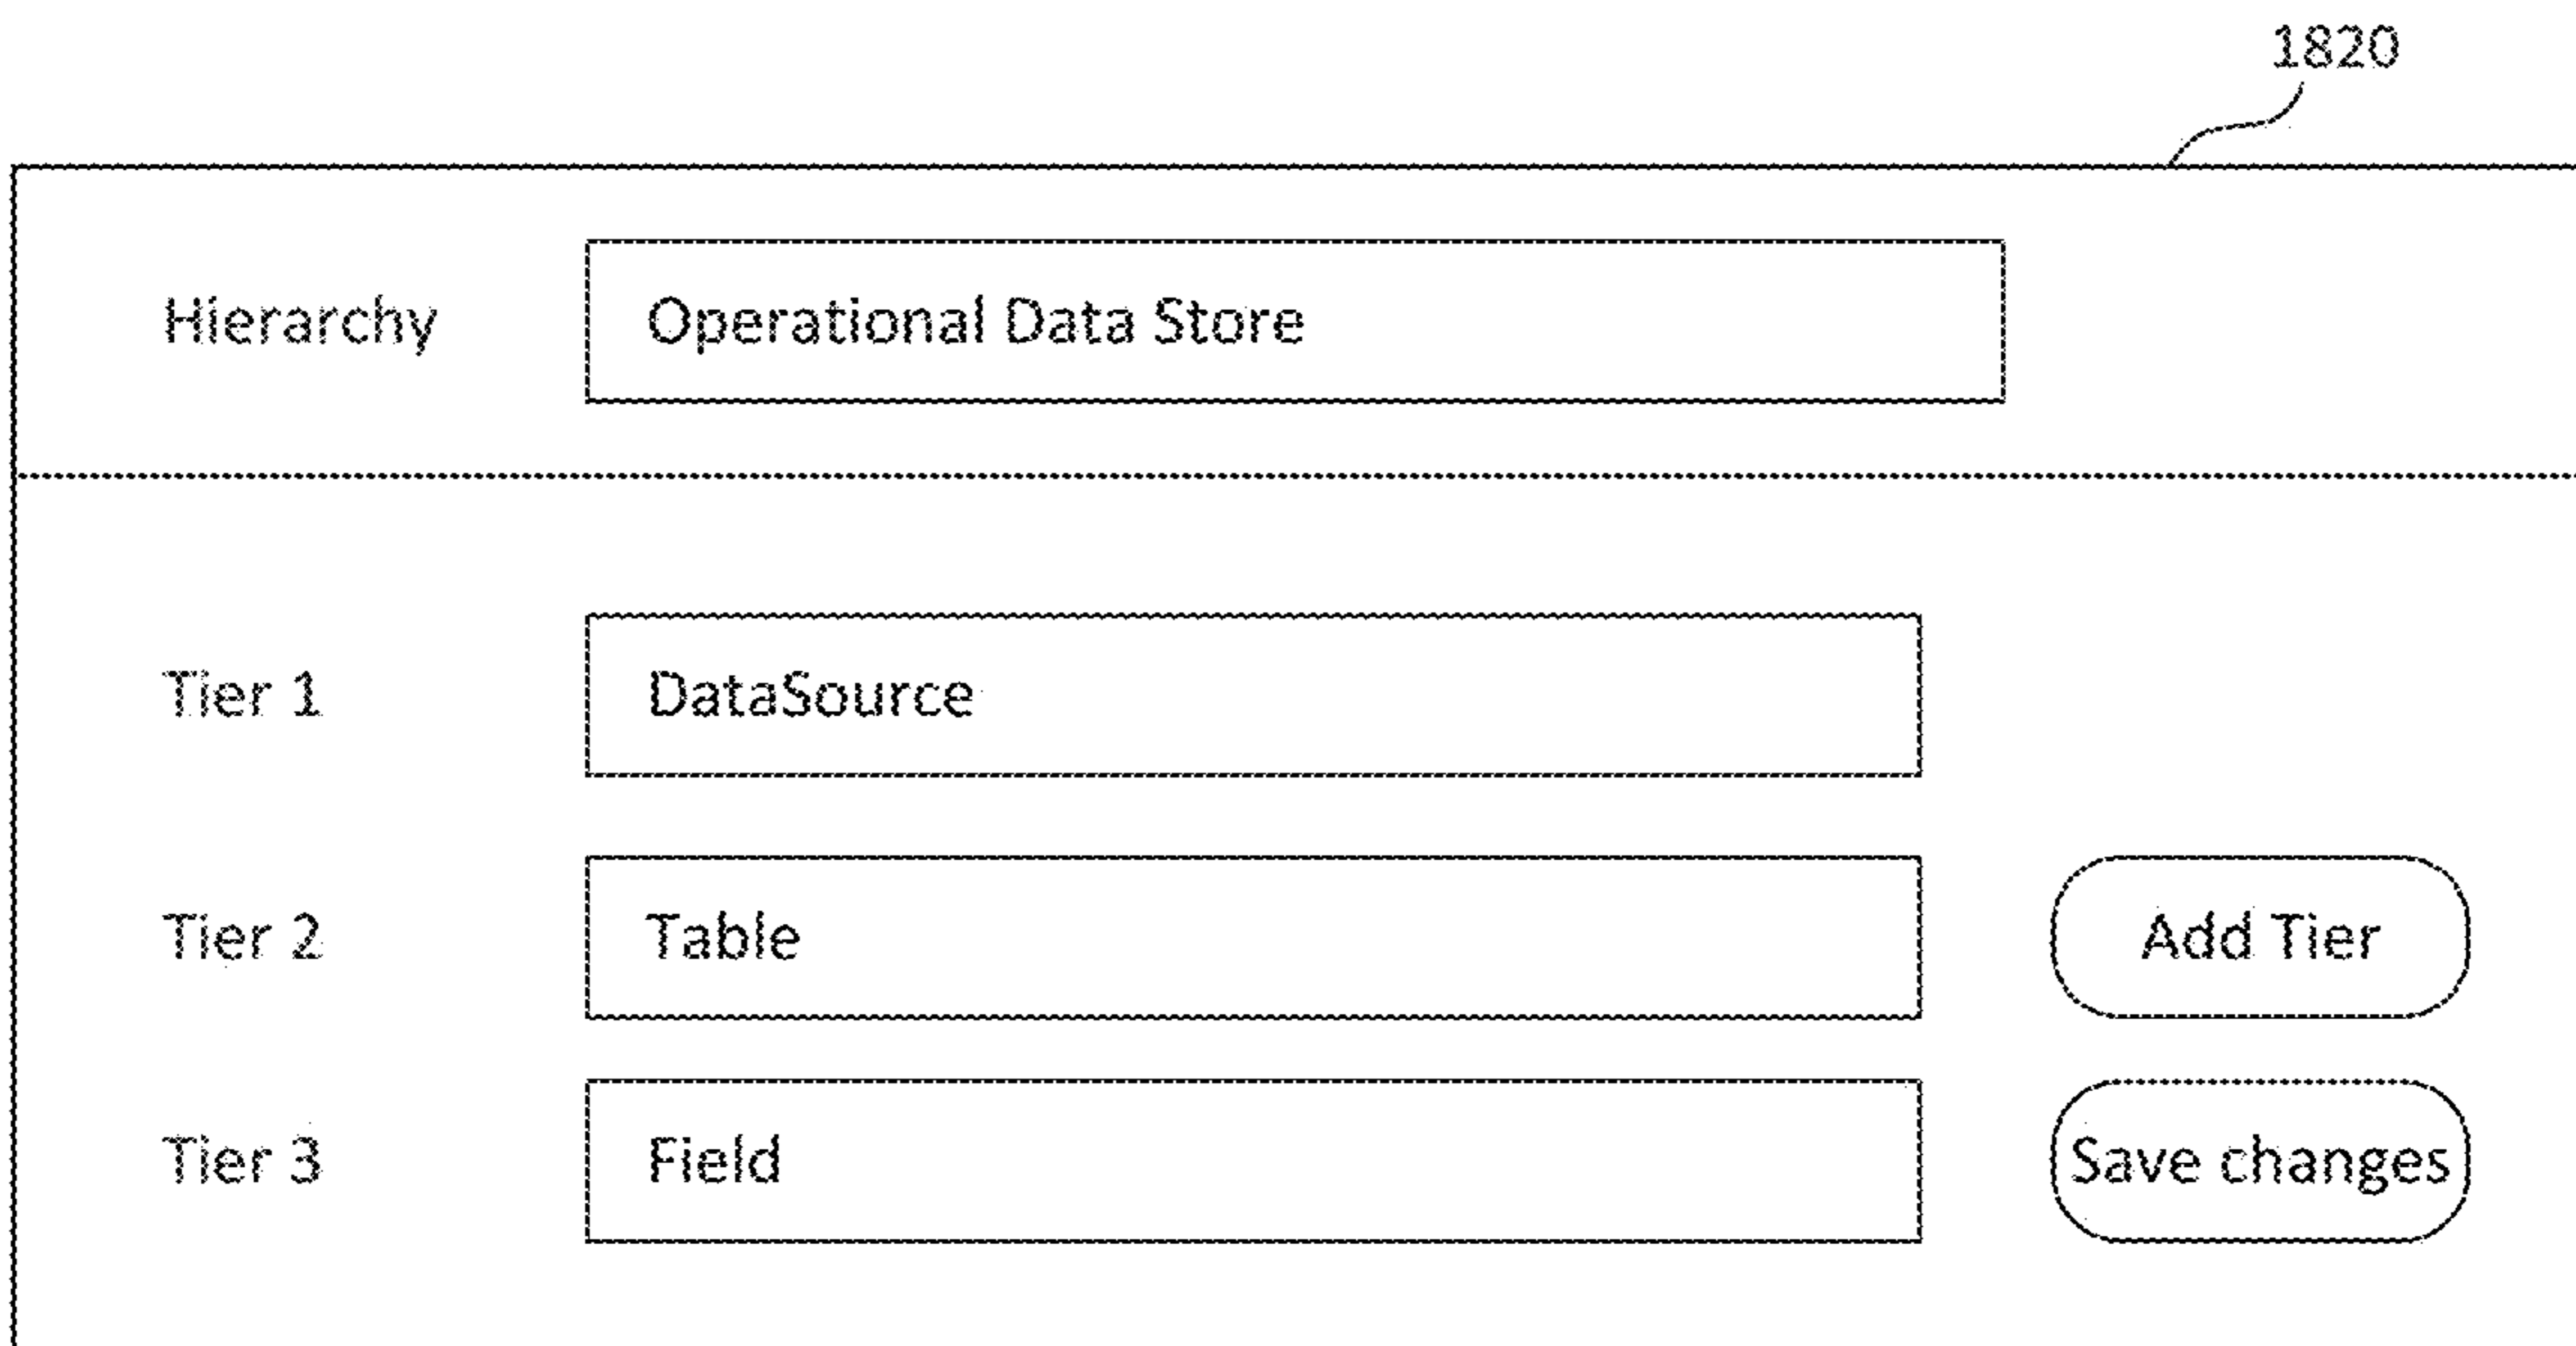 1820
Hierarchy Operational Data Store
Tier 1 DataSource
Tier 2 Table Add Tier
Tier 3 Field Save changes